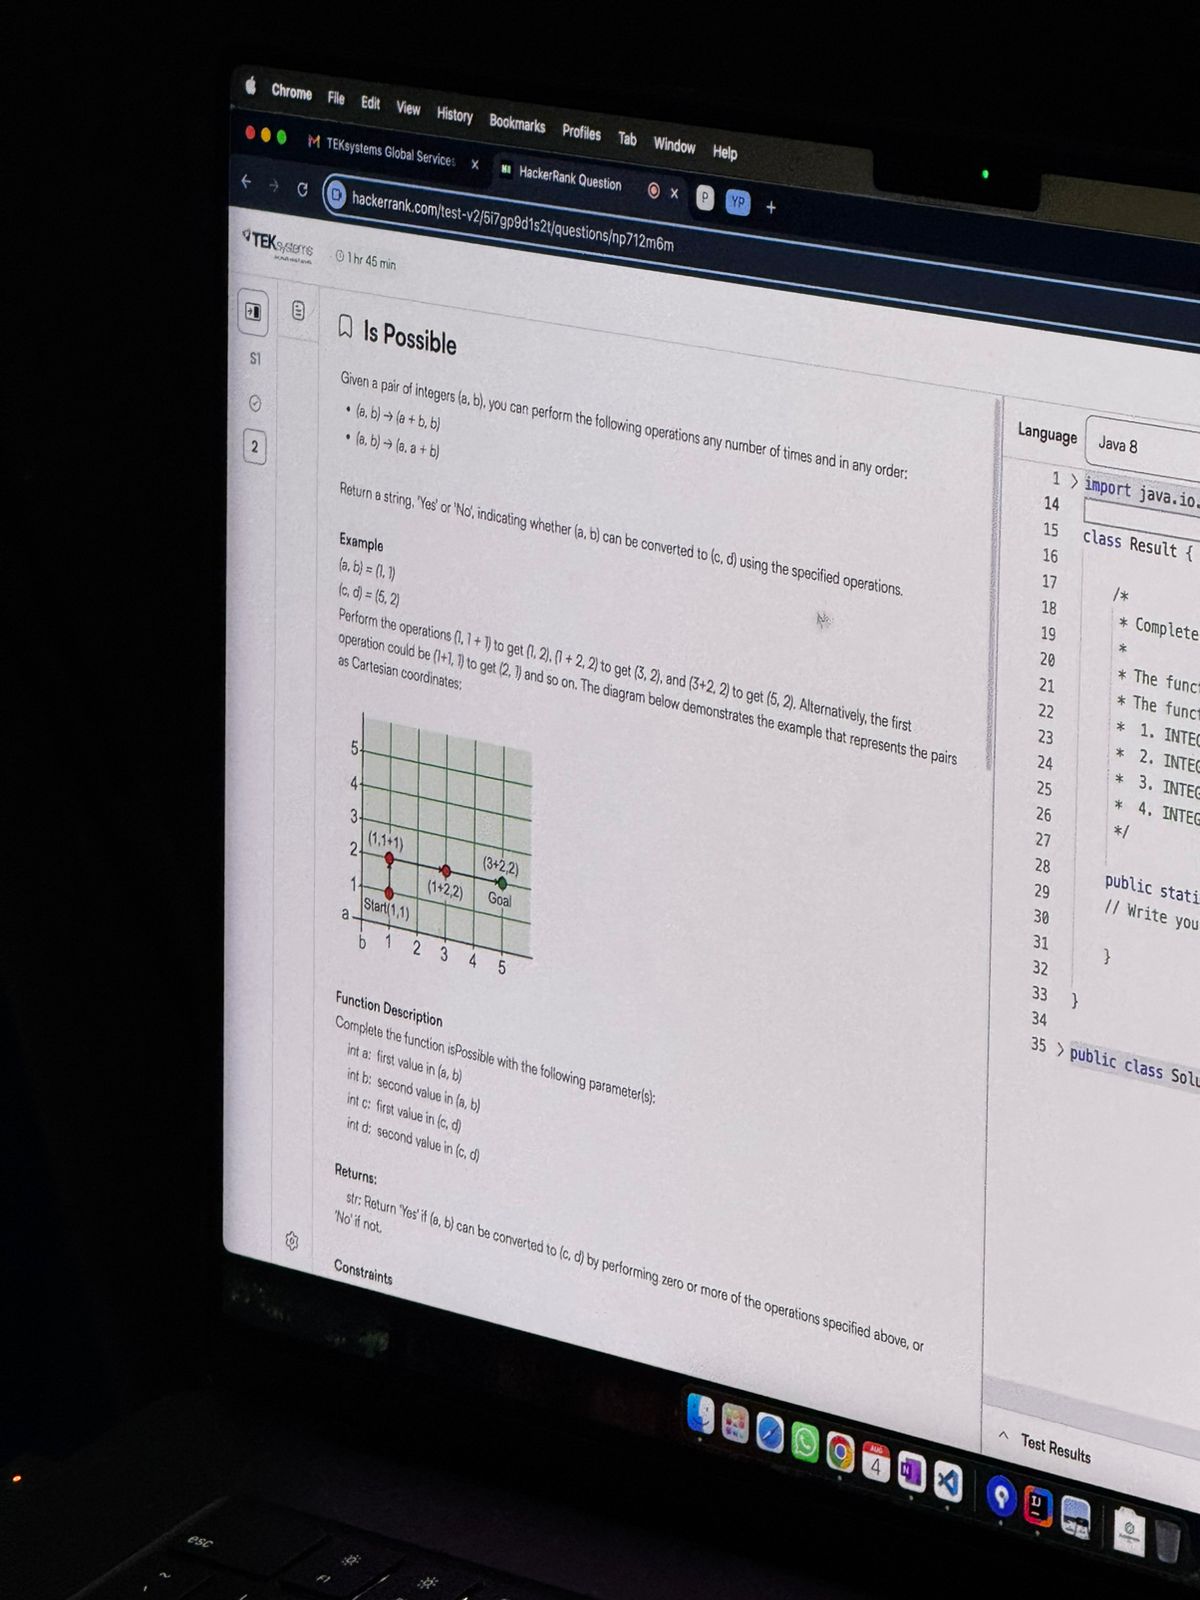 Chrome File Edit View History Bookmarks Profiles Tab Window Help
TEKsystems Global Services
HackerRank Question
P
YP
hackerrank.com/test-v2/5i7gp9d1s2t/questions/np712m6m
TEKsystems
1 hr 45 min
S1
2
Is Possible
Given a pair of integers (a, b), you can perform the following operations any number of times and in any order:
• (a, b) → (a + b, b)
• (a, b) → (a, a + b)
Return a string, 'Yes' or 'No', indicating whether (a, b) can be converted to (c, d) using the specified operations.
Example
(a, b) = (1, 1)
(c, d) = (5, 2)
Perform the operations (1, 1 + 1) to get (1, 2), (1 + 2, 2) to get (3, 2), and (3+2, 2) to get (5, 2). Alternatively, the first
operation could be (1+1, 1) to get (2, 1) and so on. The diagram below demonstrates the example that represents the pairs
as Cartesian coordinates:
5
4
3
2
1
a
b 1 2 3 4 5
(1,1+1)
(3+2,2)
(1+2,2)
Goal
Start(1,1)
Function Description
Complete the function isPossible with the following parameter(s):
int a: first value in (a, b)
int b: second value in (a, b)
int c: first value in (c, d)
int d: second value in (c, d)
Returns:
str: Return 'Yes' if (a, b) can be converted to (c, d) by performing zero or more of the operations specified above, or
'No' if not.
Constraints
Language
Java 8
1 > import java.io.
14
15 class Result {
16
17 /*
18 * Complete
19 *
20 * The funct
21 * The funct
22 * 1. INTEG
23 * 2. INTEG
24 * 3. INTEG
25 * 4. INTEG
26 */
27
28 public stati
29 // Write you
30
31 }
32
33 }
34
35 > public class Solu
Test Results
AUG
4
N
IJ
esc
~
F1